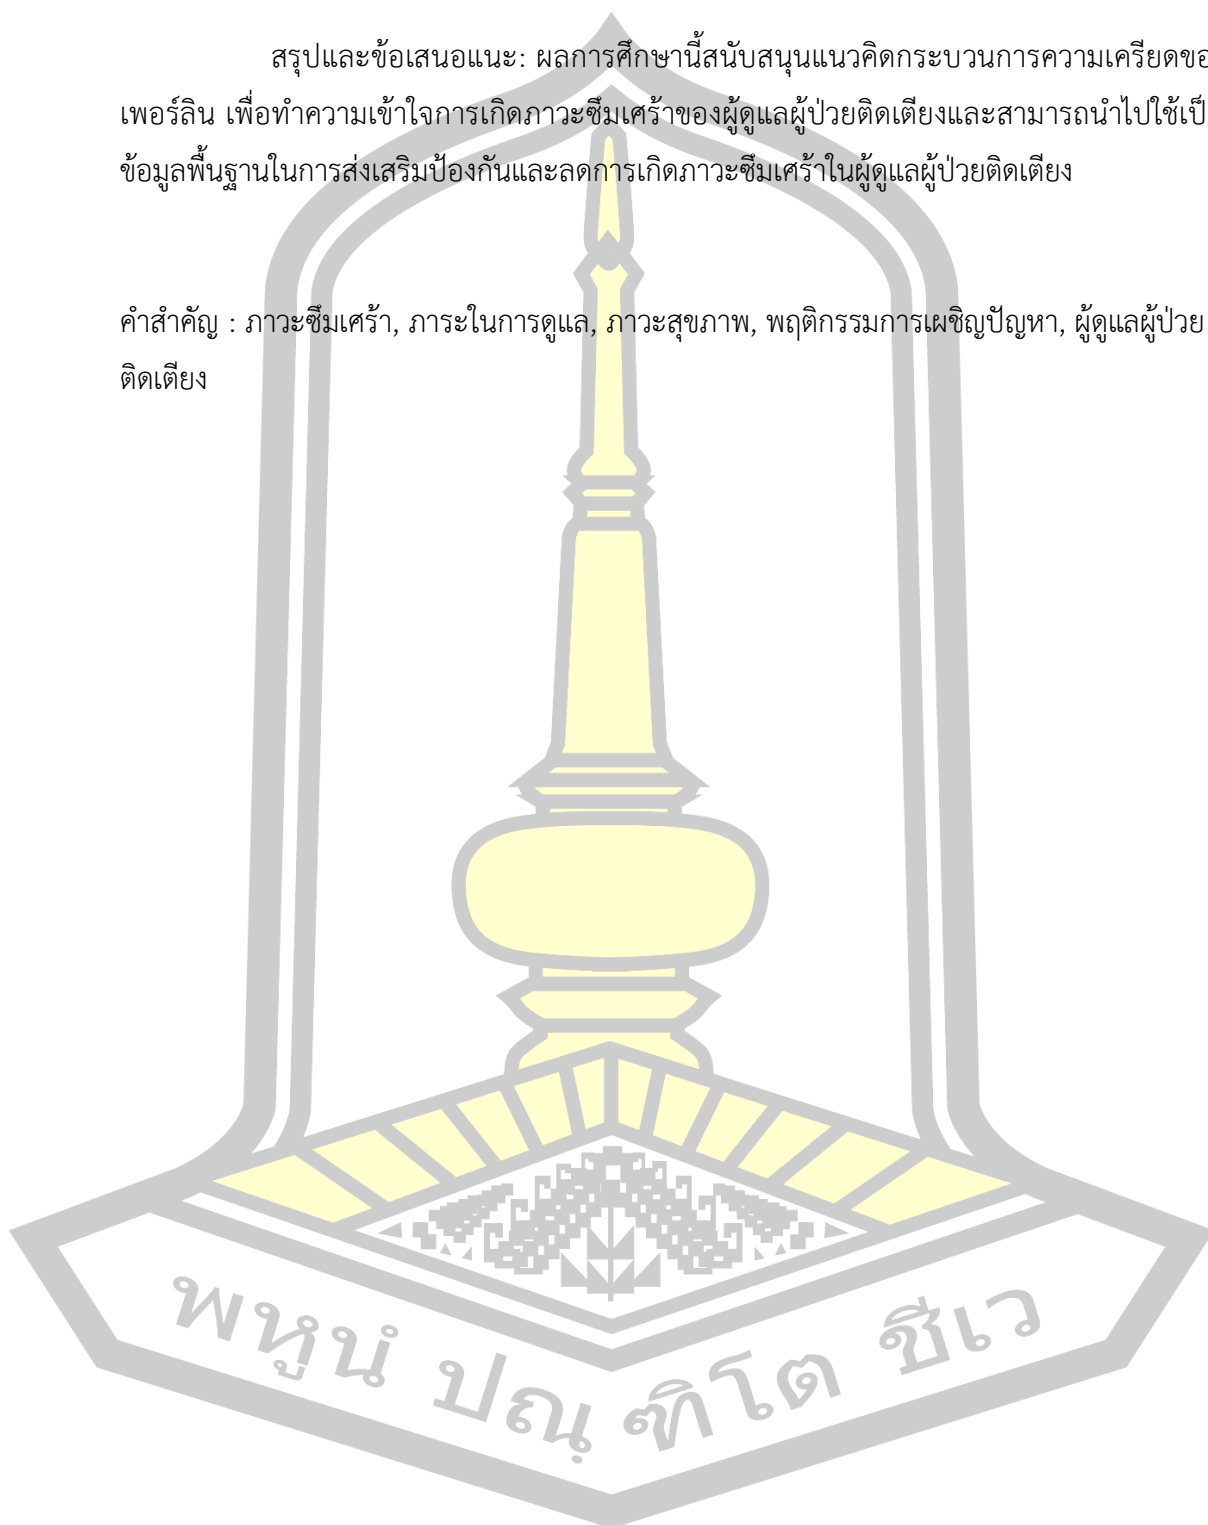 สรุปและข้อเสนอแนะ: ผลการศึกษานี้สนับสนุนแนวคิดกระบวนการความเครียดขอ
เพอร์ลิน เพื่อทำความเข้าใจการเกิดภาวะซึมเศร้าของผู้ดูแลผู้ป่วยติดเตียงและสามารถนำไปใช้เป็
ข้อมูลพื้นฐานในการส่งเสริมป้องกันและลดการเกิดภาวะซึมเศร้าในผู้ดูแลผู้ป่วยติดเตียง
คำสำคัญ : ภาวะซึมเศร้า, ภาระในการดูแล, ภาวะสุขภาพ, พฤติกรรมการเผชิญปัญหา, ผู้ดูแลผู้ป่วย
ติดเตียง
พหูนํ ปณฺ ฑิโต ชีเว